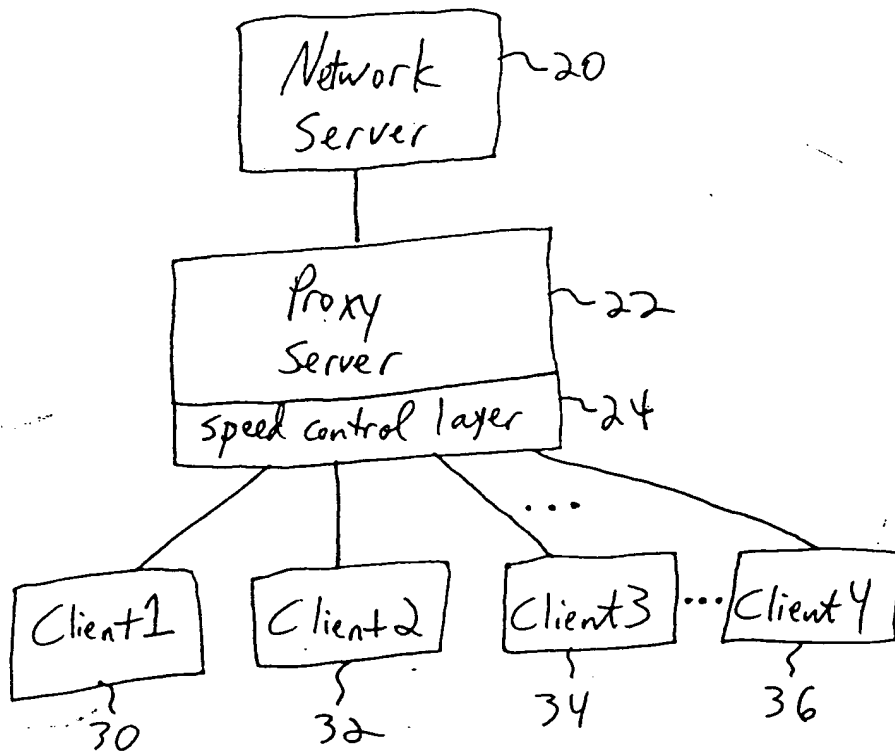 Network
Server
20
Proxy
Server
22
speed control layer
24
...
Client1
Client2
Client3
...
Client4
30
32
34
36